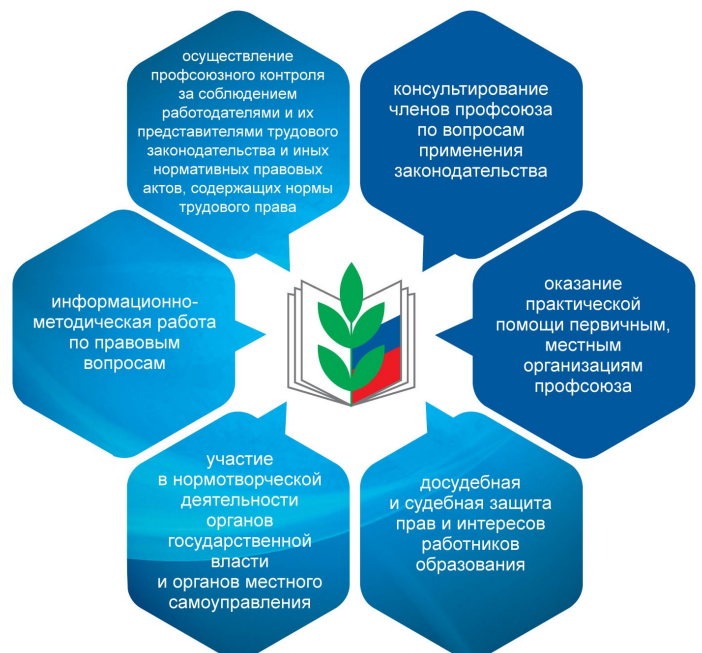 осуществление
профсоюзного контроля
за соблюдением
работодателями и их
представителями трудового
законодательства и иных
нормативных правовых
актов, содержащих нормы
трудового права
консультирование
членов профсоюза
по вопросам
применения
законодательства
информационно-
методическая работа
по правовым
вопросам
оказание
практической
помощи первичным,
местным
организациям
профсоюза
участие
в нормотворческой
деятельности
органов
государственной
власти
и органов местного
самоуправления
досудебная
и судебная защита
прав и интересов
работников
образования